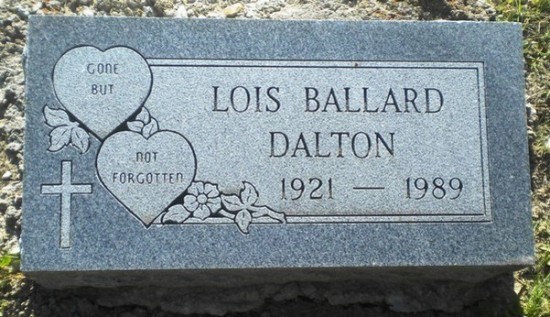 GONE
BUT
NOT
FORGOTTEN
LOIS BALLARD
DALTON
1921 — 1989